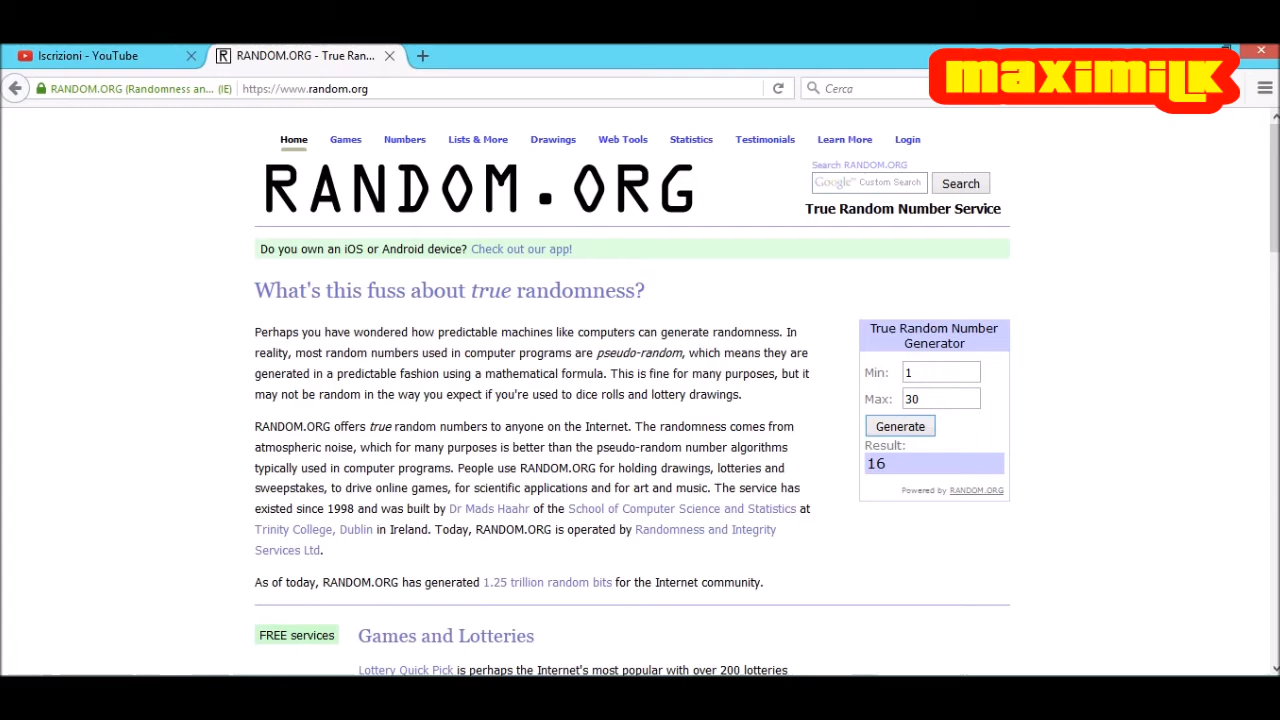 Iscrizioni - YouTube
RANDOM.ORG - True Ran...
RANDOM.ORG (Randomness an... (IE)
https://www.random.org
Cerca
MAXIMILK
Home Games Numbers Lists & More Drawings Web Tools Statistics Testimonials Learn More Login
RANDOM.ORG
Search RANDOM.ORG
Google™ Custom Search
Search
True Random Number Service
Do you own an iOS or Android device? Check out our app!
What's this fuss about true randomness?
Perhaps you have wondered how predictable machines like computers can generate randomness. In
reality, most random numbers used in computer programs are pseudo-random, which means they are
generated in a predictable fashion using a mathematical formula. This is fine for many purposes, but it
may not be random in the way you expect if you're used to dice rolls and lottery drawings.
RANDOM.ORG offers true random numbers to anyone on the Internet. The randomness comes from
atmospheric noise, which for many purposes is better than the pseudo-random number algorithms
typically used in computer programs. People use RANDOM.ORG for holding drawings, lotteries and
sweepstakes, to drive online games, for scientific applications and for art and music. The service has
existed since 1998 and was built by Dr Mads Haahr of the School of Computer Science and Statistics at
Trinity College, Dublin in Ireland. Today, RANDOM.ORG is operated by Randomness and Integrity
Services Ltd.
As of today, RANDOM.ORG has generated 1.25 trillion random bits for the Internet community.
True Random Number
Generator
Min: 1
Max: 30
Generate
Result:
16
Powered by RANDOM.ORG
FREE services
Games and Lotteries
Lottery Quick Pick is perhaps the Internet's most popular with over 200 lotteries